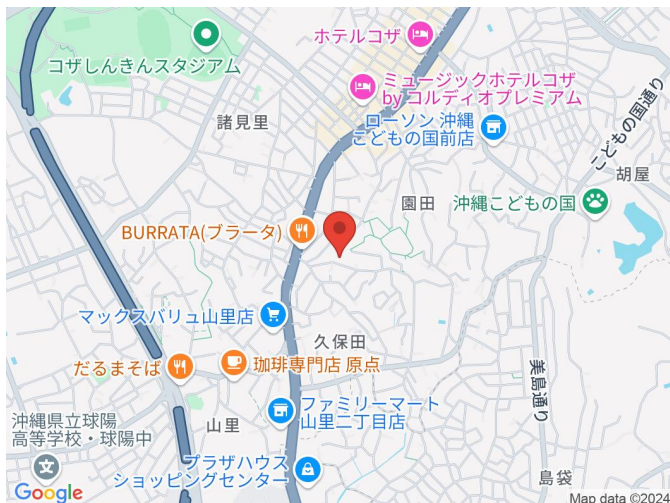 ホテルコザ
コザしんきんスタジアム
ミュージックホテルコザ
by コルディオプレミアム
諸見里
ローソン 沖縄
こどもの国前店
こどもの国通り
胡屋
園田
沖縄こどもの国
BURRATA(ブラータ)
マックスバリュ山里店
久保田
だるまそば
珈琲専門店 原点
美島通り
沖縄県立球陽
高等学校・球陽中
山里
ファミリーマート
山里二丁目店
プラザハウス
ショッピングセンター
島袋
Google
Map data ©2024